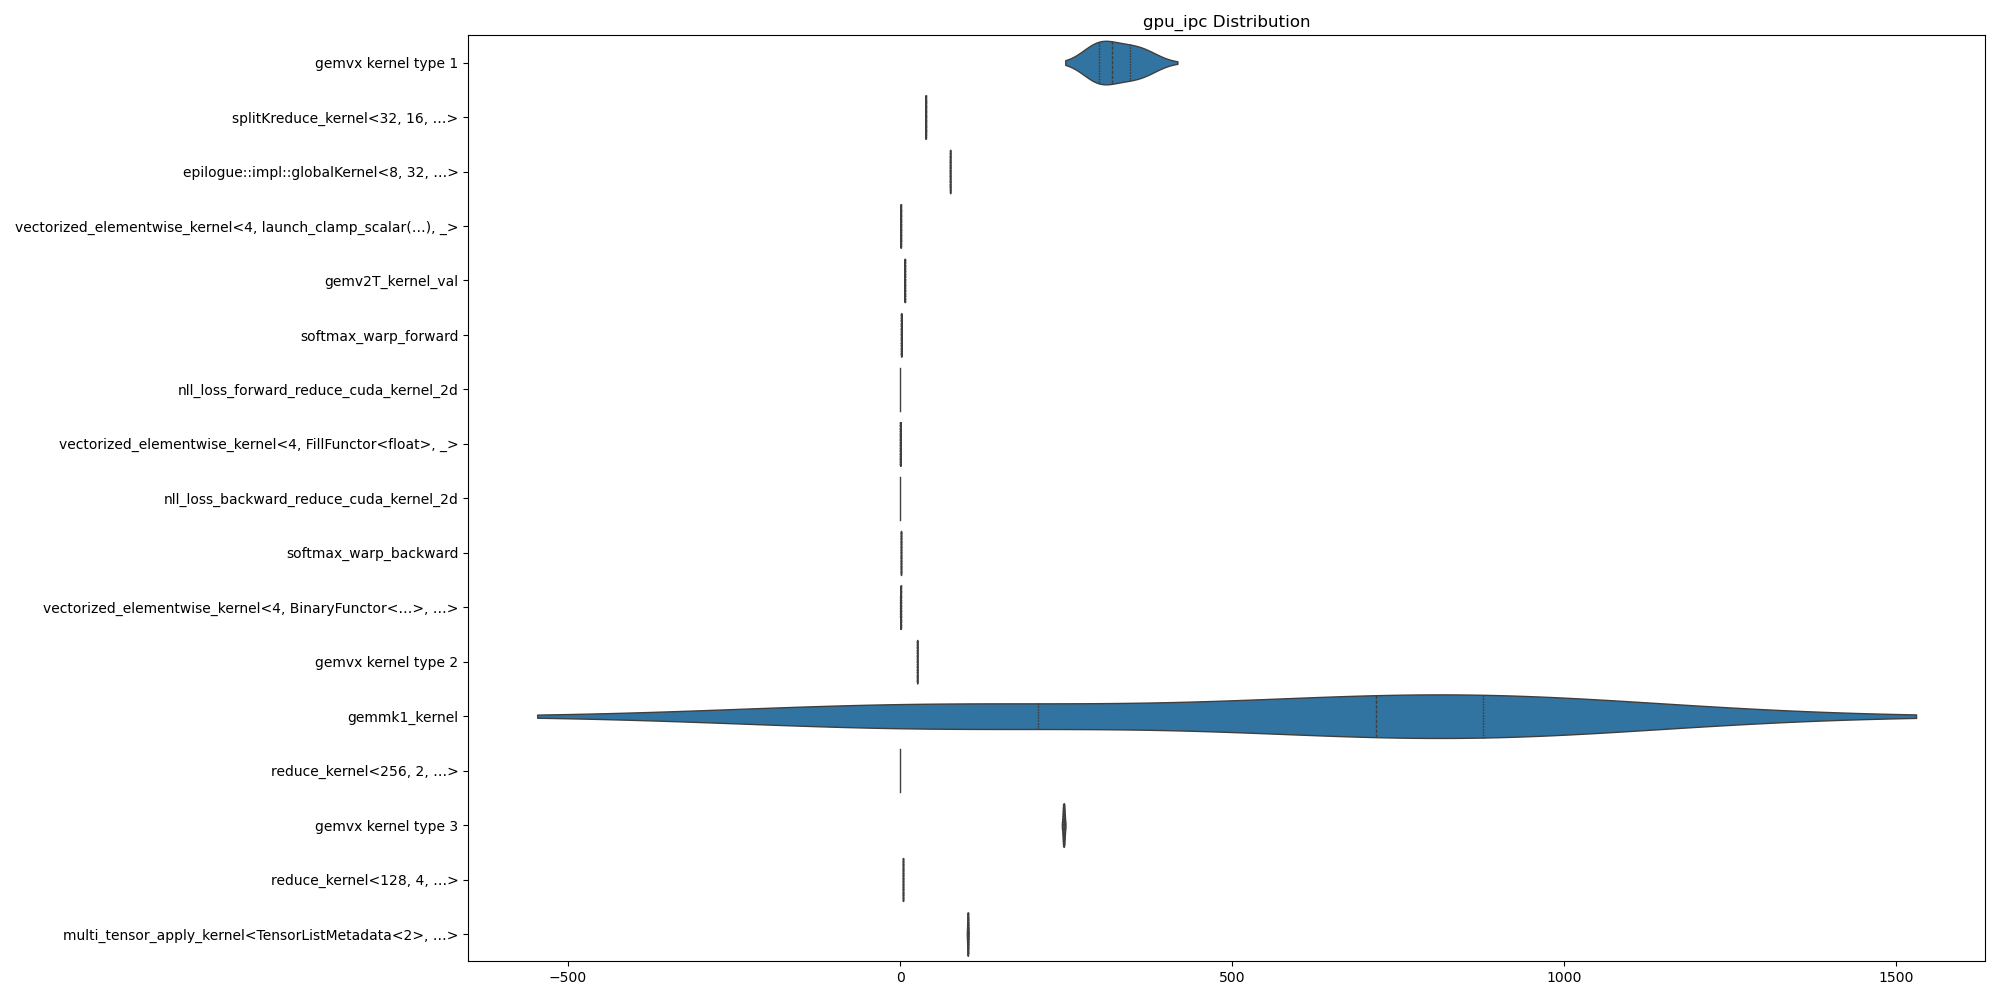 gpu_ipc Distribution
gemvx kernel type 1
splitKreduce_kernel<32, 16, ...>
epilogue::impl::globalKernel<8, 32, ...>
vectorized_elementwise_kernel<4, launch_clamp_scalar(...), _>
gemv2T_kernel_val
softmax_warp_forward
nll_loss_forward_reduce_cuda_kernel_2d
vectorized_elementwise_kernel<4, FillFunctor<float>, _>
nll_loss_backward_reduce_cuda_kernel_2d
softmax_warp_backward
vectorized_elementwise_kernel<4, BinaryFunctor<...>, ...>
gemvx kernel type 2
gemmk1_kernel
reduce_kernel<256, 2, ...>
gemvx kernel type 3
reduce_kernel<128, 4, ...>
multi_tensor_apply_kernel<TensorListMetadata<2>, ...>
−500 0 500 1000 1500